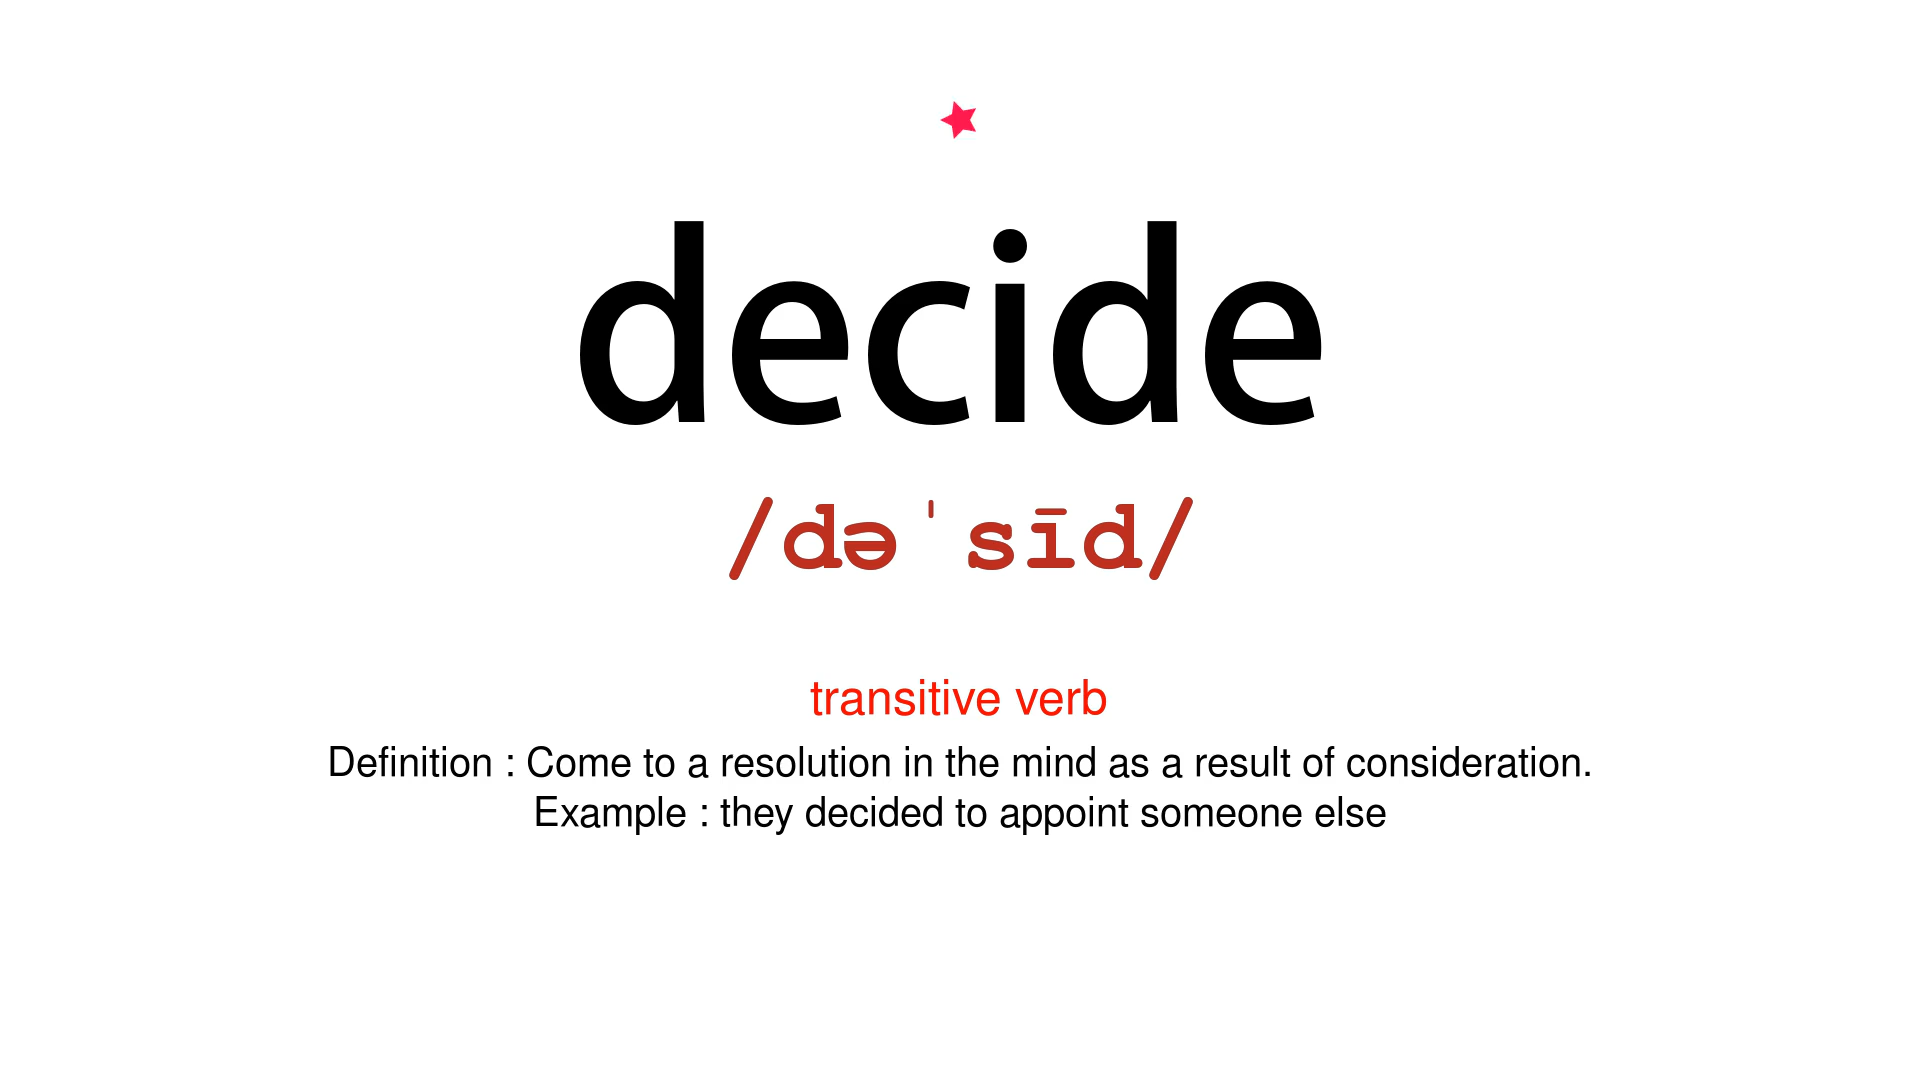 decide
/dəˈsīd/
transitive verb
Definition : Come to a resolution in the mind as a result of consideration.
Example : they decided to appoint someone else